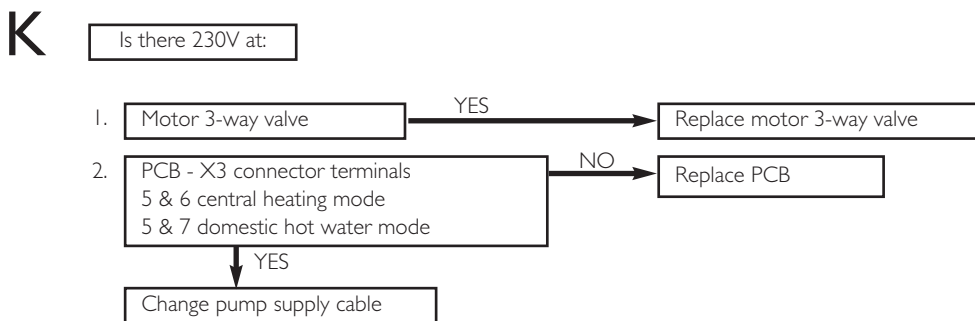 K
Is there 230V at:
1. Motor 3-way valve
YES
Replace motor 3-way valve
2. PCB - X3 connector terminals
5 & 6 central heating mode
5 & 7 domestic hot water mode
NO
Replace PCB
YES
Change pump supply cable